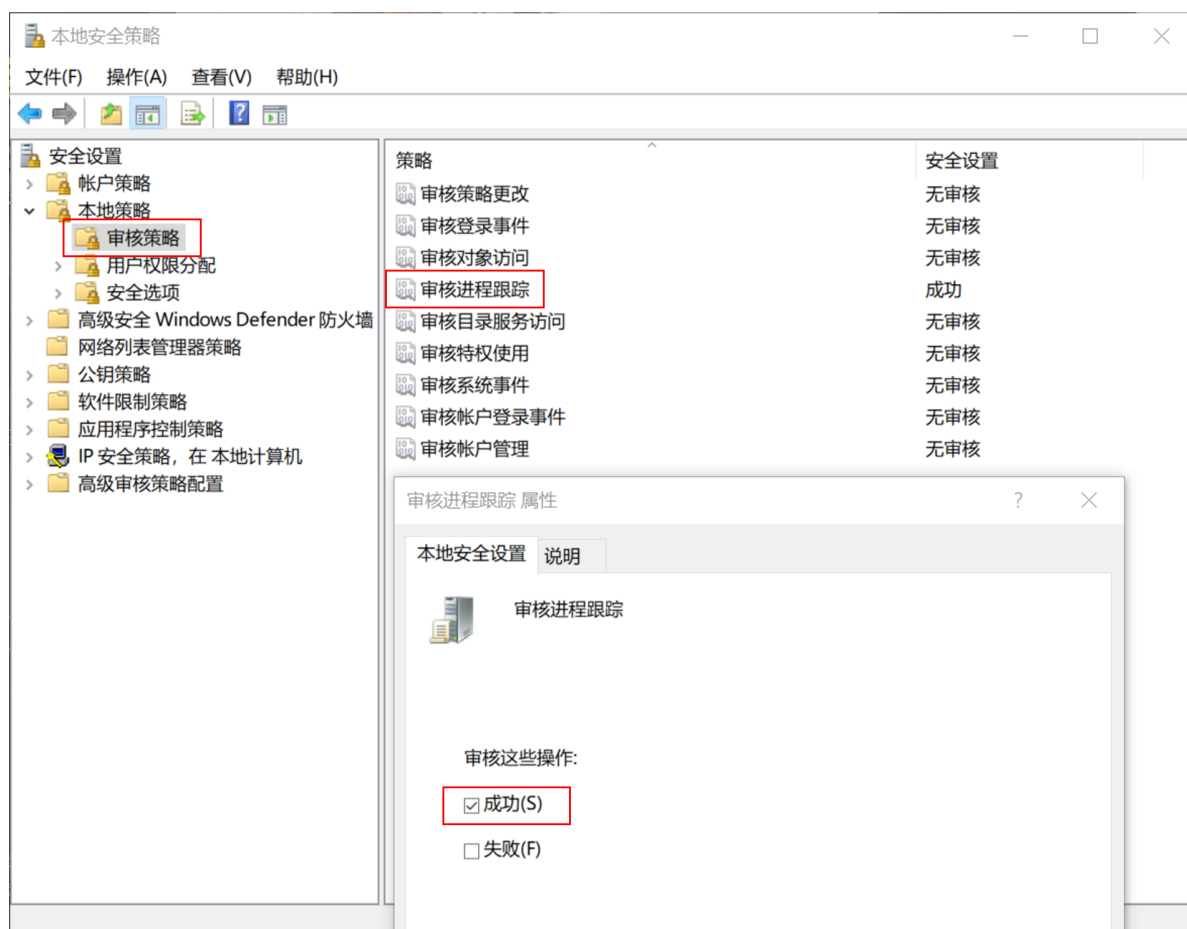 本地安全策略
文件(F) 操作(A) 查看(V) 帮助(H)
安全设置
帐户策略
本地策略
审核策略
用户权限分配
安全选项
高级安全 Windows Defender 防火墙
网络列表管理器策略
公钥策略
软件限制策略
应用程序控制策略
IP 安全策略，在 本地计算机
高级审核策略配置
策略 安全设置
审核策略更改 无审核
审核登录事件 无审核
审核对象访问 无审核
审核进程跟踪 成功
审核目录服务访问 无审核
审核特权使用 无审核
审核系统事件 无审核
审核帐户登录事件 无审核
审核帐户管理 无审核
审核进程跟踪 属性
本地安全设置 说明
审核进程跟踪
审核这些操作:
成功(S)
失败(F)